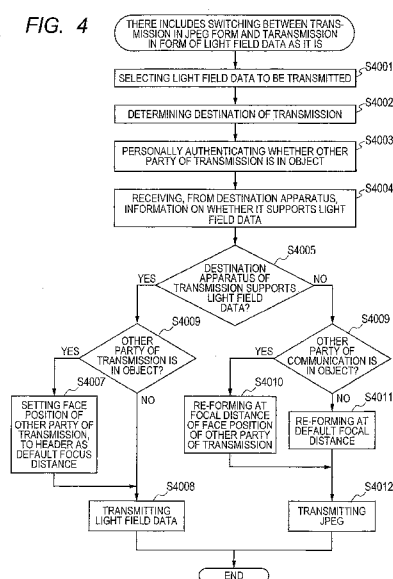 FIG. 4
THERE INCLUDES SWITCHING BETWEEN TRANS-
MISSION IN JPEG FORM AND TARANSMISSION
IN FORM OF LIGHT FIELD DATA AS IT IS
S4001
SELECTING LIGHT FIELD DATA TO BE TRANSMITTED
S4002
DETERMINING DESTINATION OF TRANSMISSION
S4003
PERSONALLY AUTHENTICATING WHETHER OTHER
PARTY OF TRANSMISSION IS IN OBJECT
S4004
RECEIVING, FROM DESTINATION APPARATUS,
INFORMATION ON WHETHER IT SUPPORTS LIGHT
FIELD DATA
S4005
DESTINATION
APPARATUS OF
TRANSMISSION SUPPORTS
LIGHT FIELD
DATA?
YES
NO
S4009
OTHER
PARTY OF
TRANSMISSION IS
IN OBJECT?
YES
NO
S4009
OTHER
PARTY OF
COMMUNICATION IS
IN OBJECT?
YES
NO
S4007
SETTING FACE
POSITION OF
OTHER PARTY OF
TRANSMISSION,
TO HEADER AS
DEFAULT FOCUS
DISTANCE
S4010
RE-FORMING AT
FOCAL DISTANCE
OF FACE POSITION
OF OTHER PARTY
OF TRANSMISSION
S4011
RE-FORMING AT
DEFAULT FOCAL
DISTANCE
S4008
TRANSMITTING
LIGHT FIELD DATA
S4012
TRANSMITTING
JPEG
END